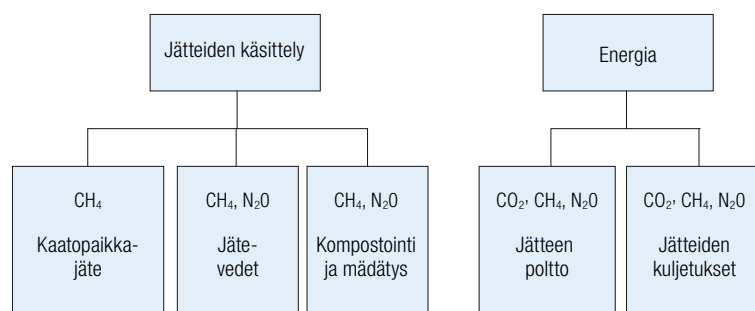 Jätteiden käsittely
Energia
CH₄
Kaatopaikka-
jäte
CH₄, N₂O
Jäte-
vedet
CH₄, N₂O
Kompostointi
ja mädätys
CO₂, CH₄, N₂O
Jätteen
poltto
CO₂, CH₄, N₂O
Jätteiden
kuljetukset